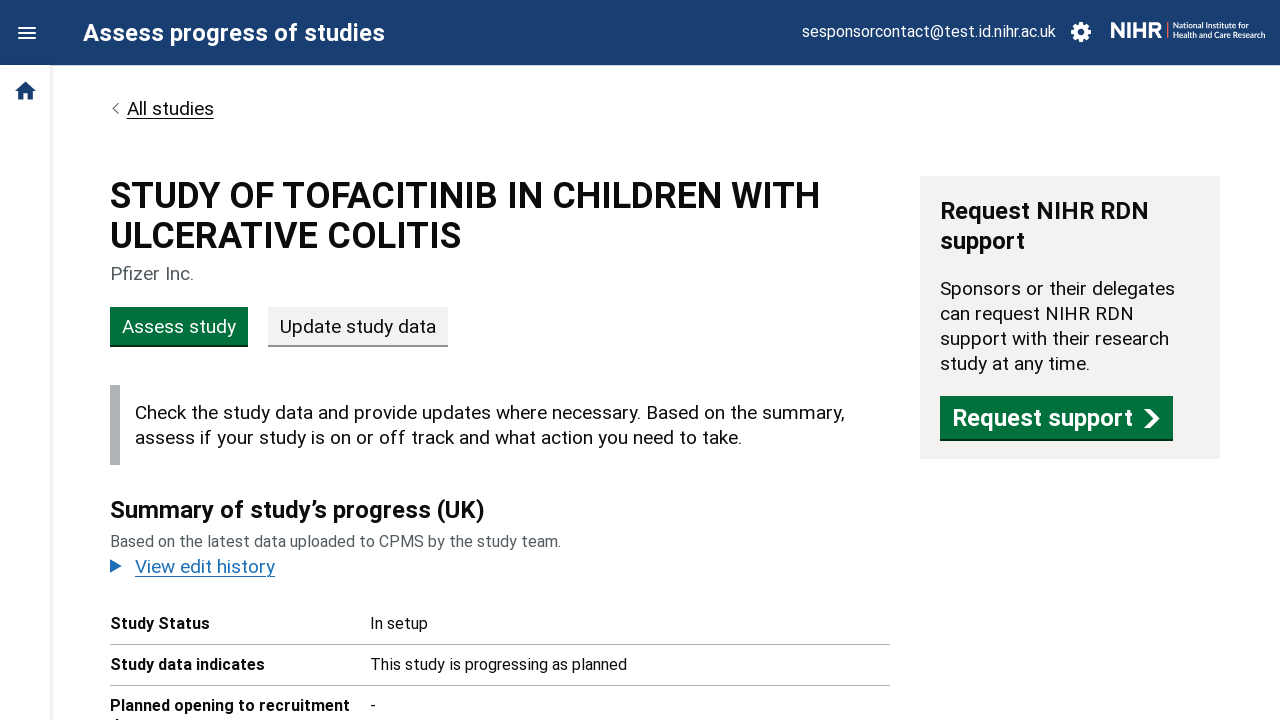 Assess progress of studies
sesponsorcontact@test.id.nihr.ac.uk
NIHR | National Institute for
Health and Care Research
All studies
STUDY OF TOFACITINIB IN CHILDREN WITH
ULCERATIVE COLITIS
Pfizer Inc.
Assess study
Update study data
Check the study data and provide updates where necessary. Based on the summary,
assess if your study is on or off track and what action you need to take.
Summary of study’s progress (UK)
Based on the latest data uploaded to CPMS by the study team.
View edit history
Study Status In setup
Study data indicates This study is progressing as planned
Planned opening to recruitment -
Request NIHR RDN
support
Sponsors or their delegates
can request NIHR RDN
support with their research
study at any time.
Request support